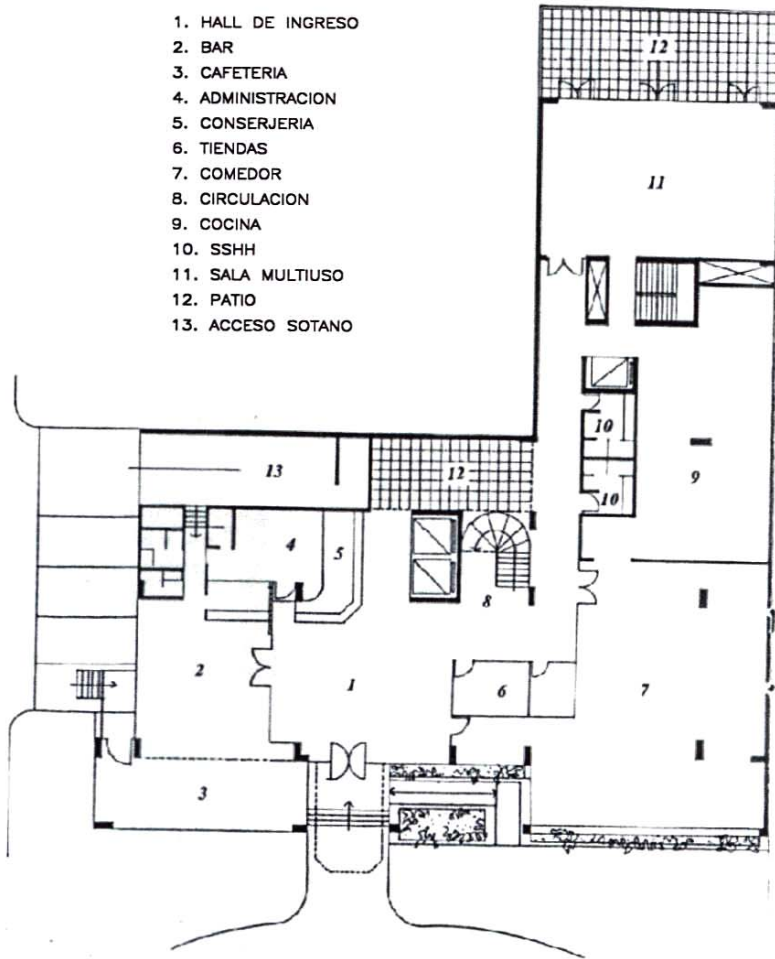 1. HALL DE INGRESO
2. BAR
3. CAFETERIA
4. ADMINISTRACION
5. CONSERJERIA
6. TIENDAS
7. COMEDOR
8. CIRCULACION
9. COCINA
10. SSHH
11. SALA MULTIUSO
12. PATIO
13. ACCESO SOTANO
12
11
10
13
12
9
10
4
5
8
2
1
6
7
3